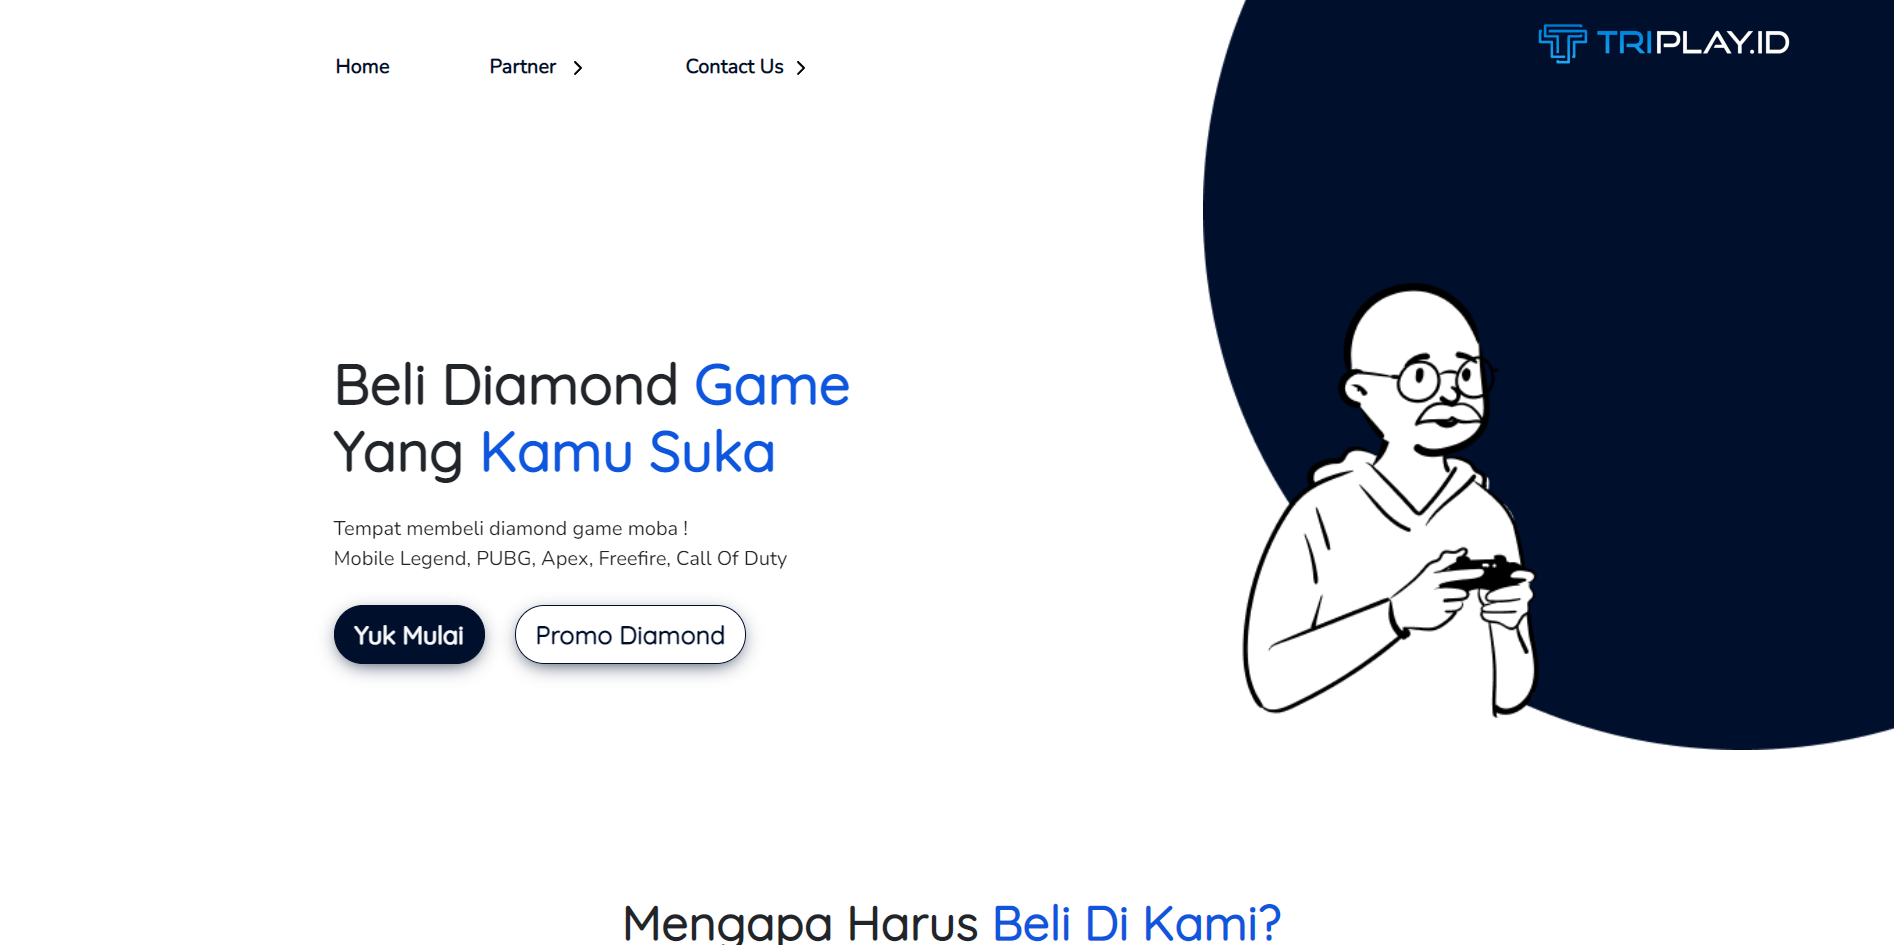 Home
Partner
Contact Us
TRIPLAY.ID
Beli Diamond Game
Yang Kamu Suka
Tempat membeli diamond game moba !
Mobile Legend, PUBG, Apex, Freefire, Call Of Duty
Yuk Mulai
Promo Diamond
Mengapa Harus Beli Di Kami?